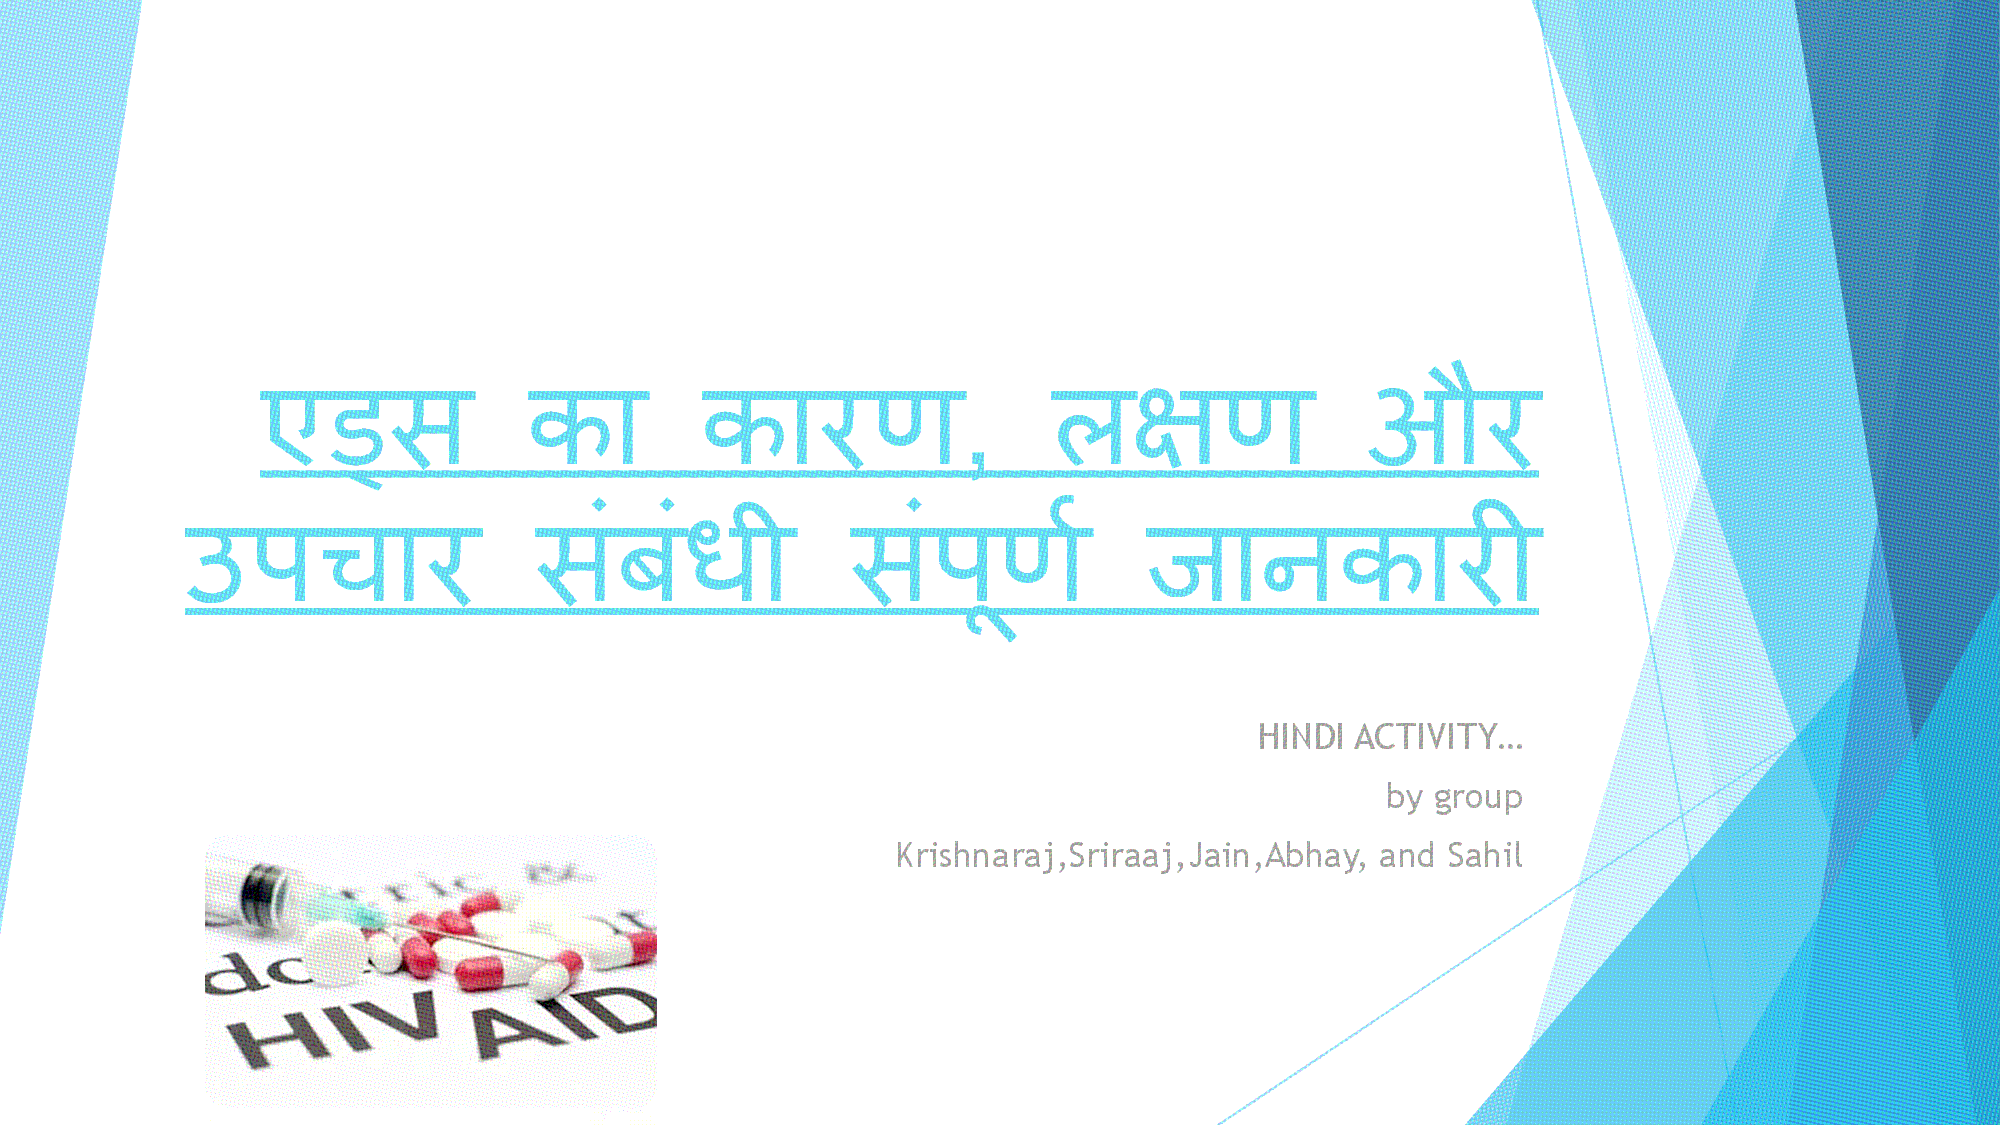 एड्स का कारण, लक्षण और
उपचार संबंधी संपूर्ण जानकारी
HINDI ACTIVITY...
by group
Krishnaraj,Sriraaj,Jain,Abhay, and Sahil
HIV AID